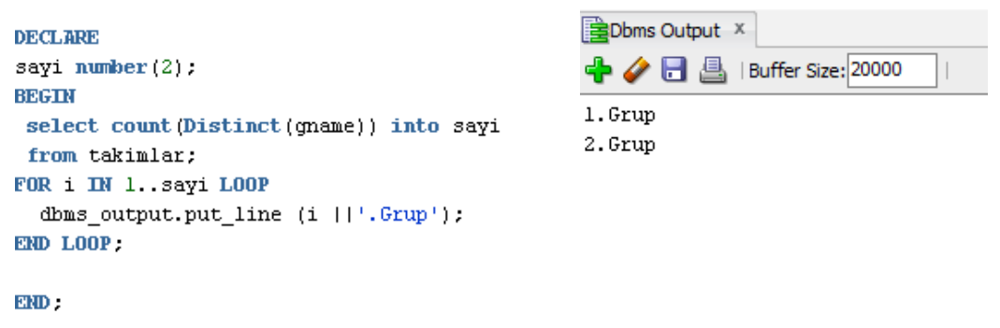 DECLARE
sayi number(2);
BEGIN
select count(Distinct(gname)) into sayi
from takimlar;
FOR i IN 1..sayi LOOP
dbms_output.put_line (i ||'.Grup');
END LOOP;
END;
Dbms Output x
Buffer Size: 20000
1.Grup
2.Grup